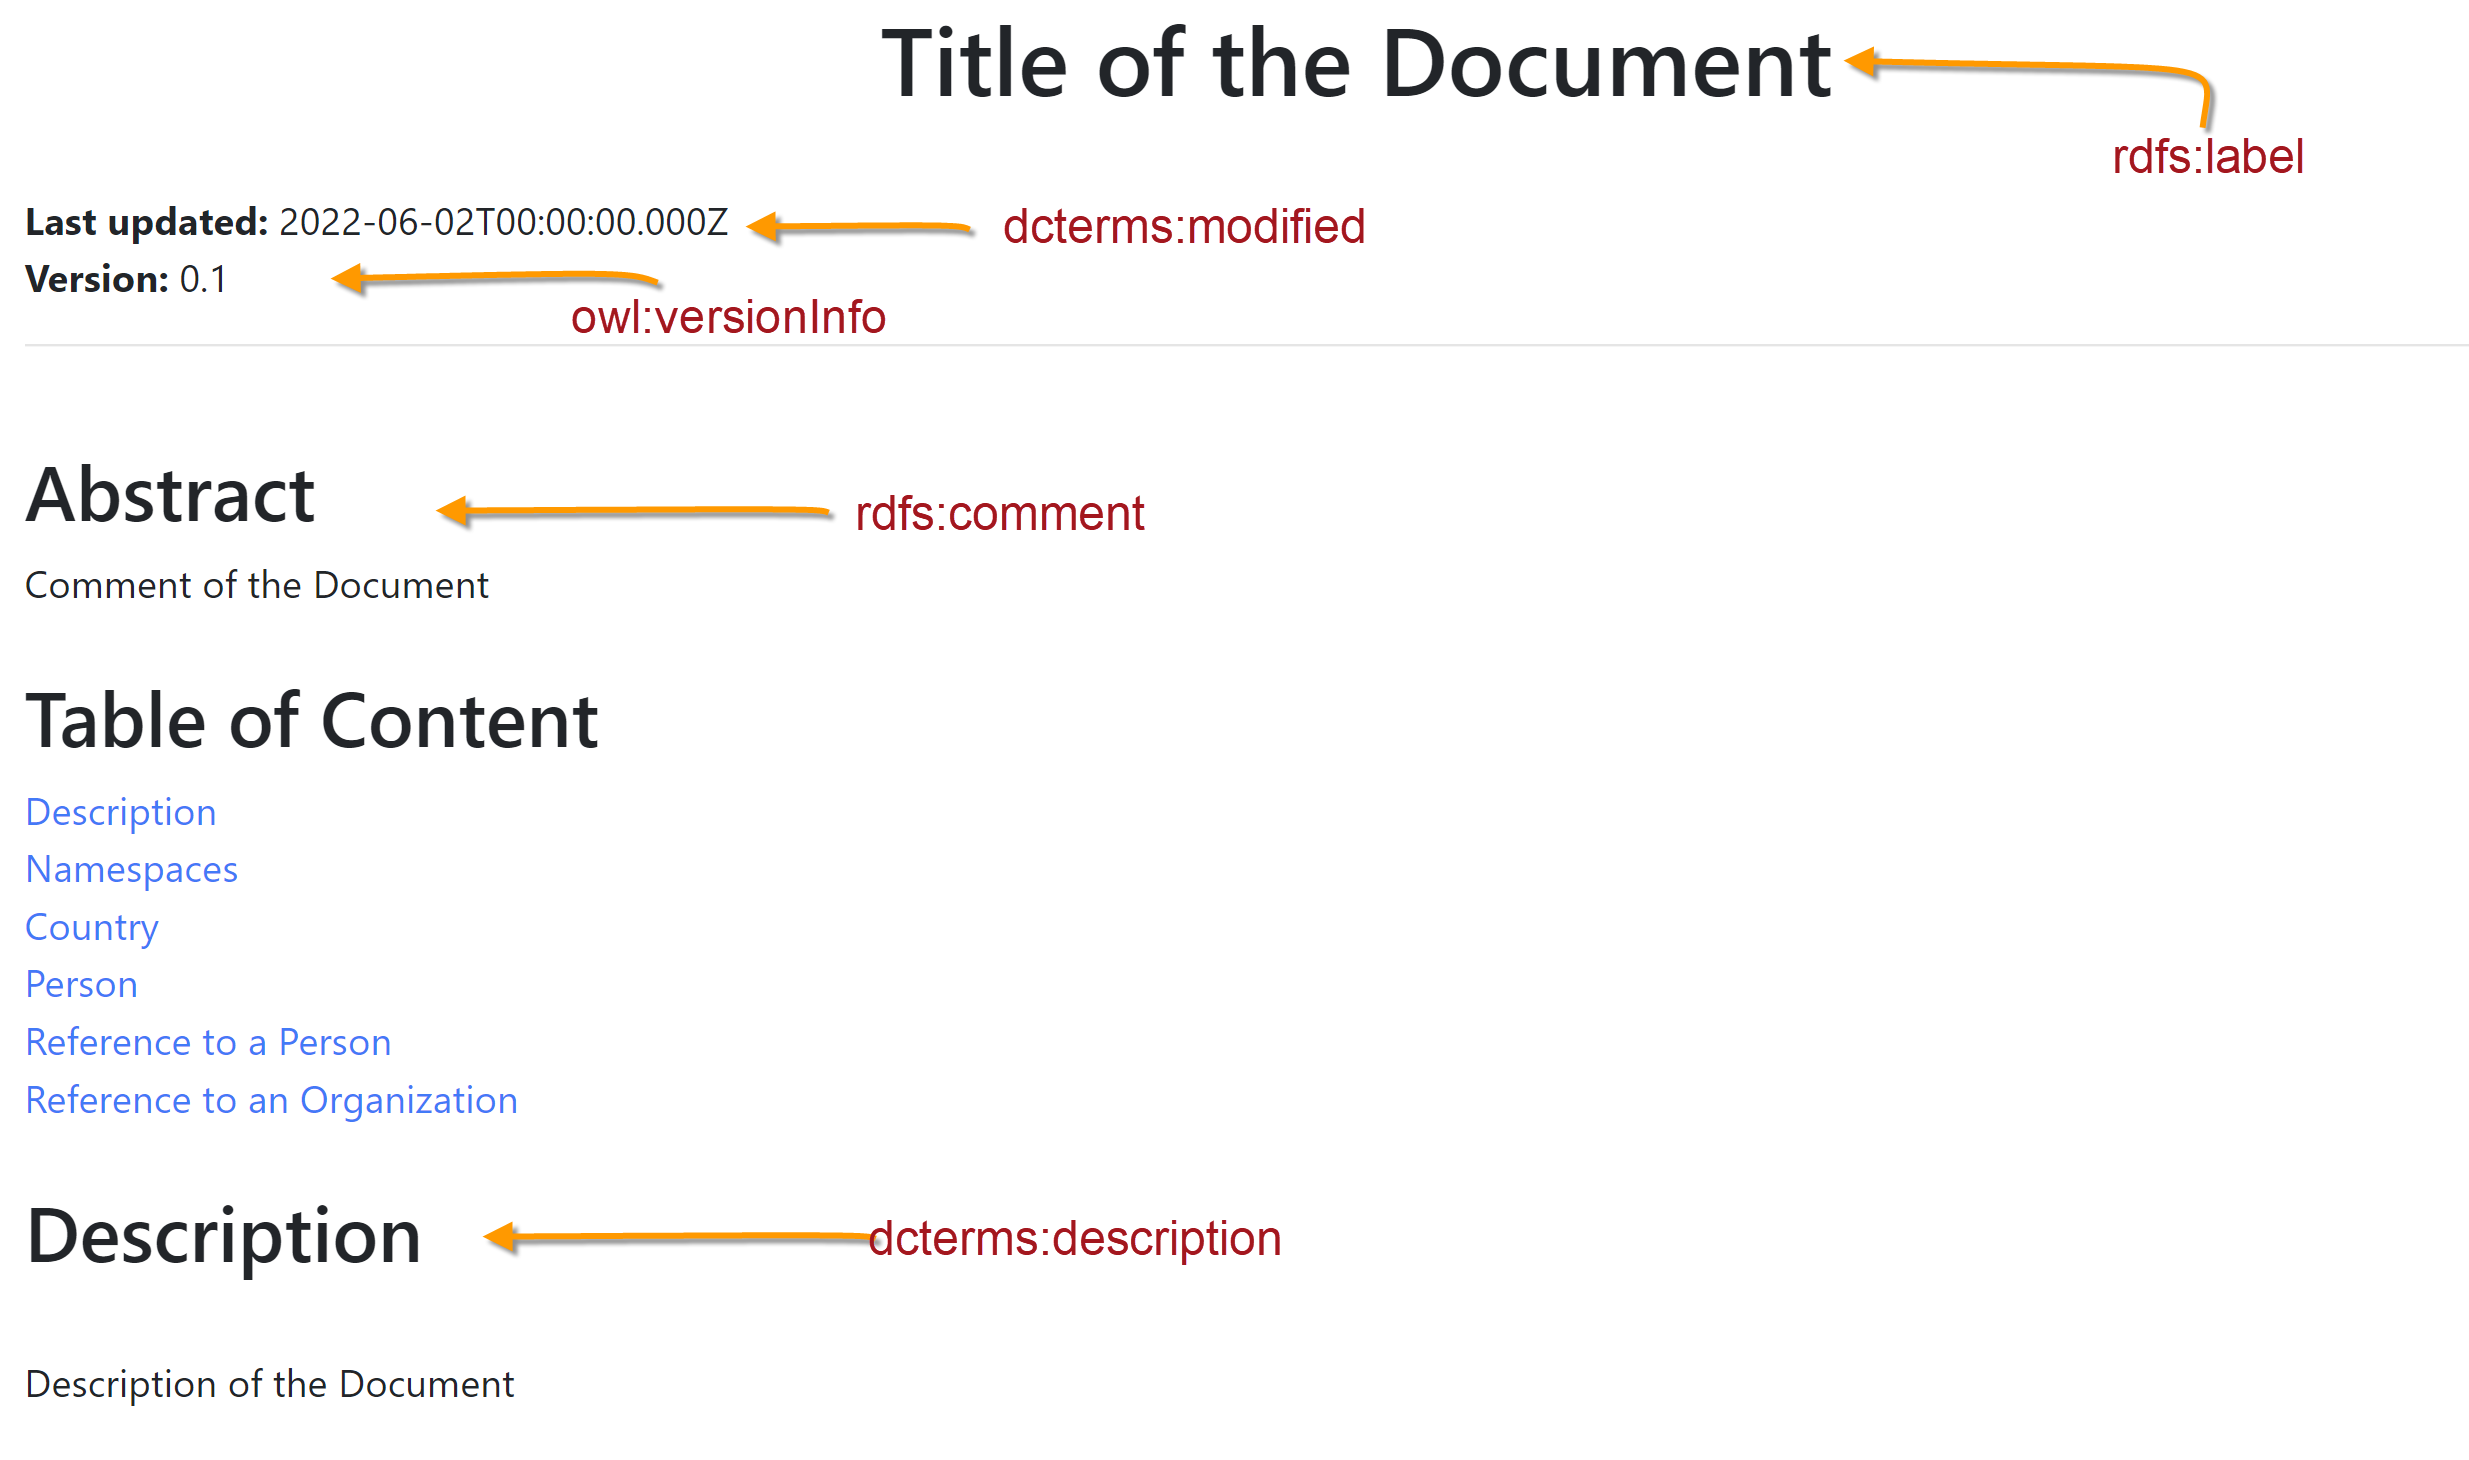 Title of the Document
rdfs:label
Last updated: 2022-06-02T00:00:00.000Z
dcterms:modified
Version: 0.1
owl:versionInfo
Abstract
rdfs:comment
Comment of the Document
Table of Content
Description
Namespaces
Country
Person
Reference to a Person
Reference to an Organization
Description
dcterms:description
Description of the Document